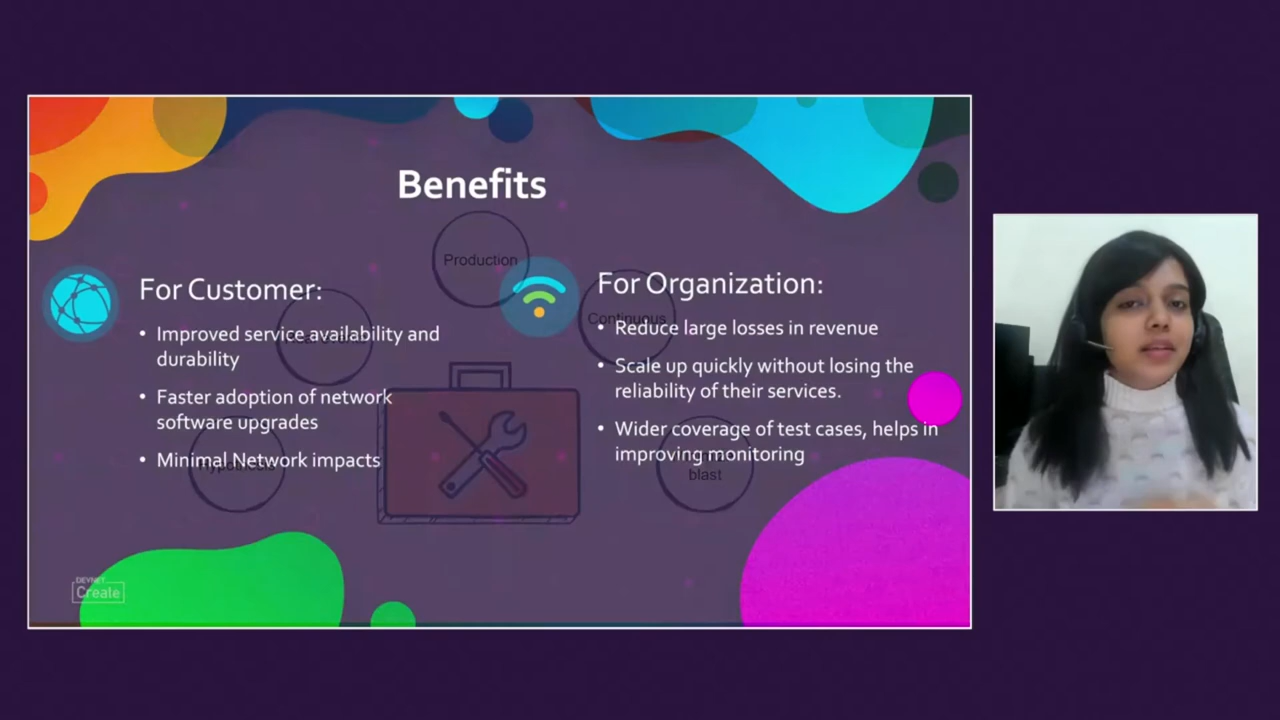 Benefits
Production
For Customer:
• Improved service availability and
durability
• Faster adoption of network
software upgrades
• Minimal Network impacts
For Organization:
Continuous
• Reduce large losses in revenue
• Scale up quickly without losing the
reliability of their services.
• Wider coverage of test cases, helps in
improving monitoring
blast
DEVNET
Create